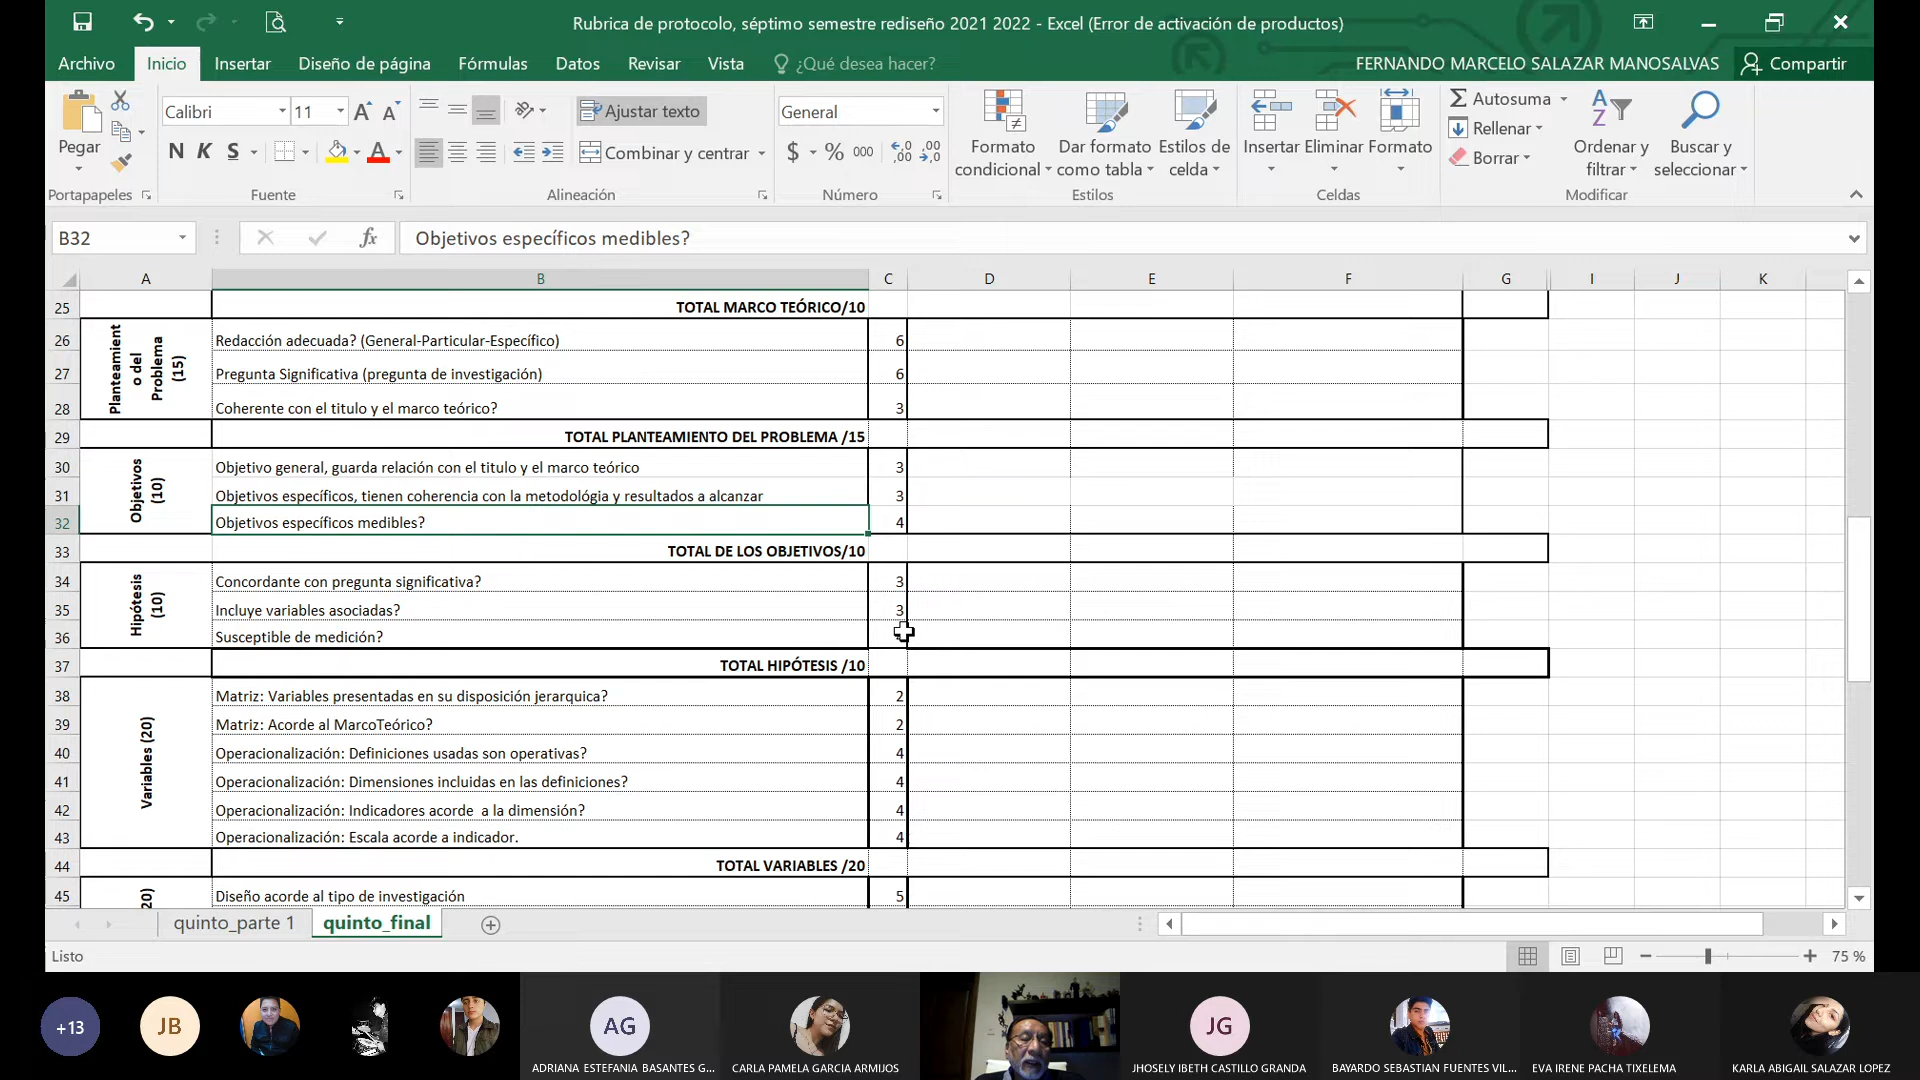 Rubrica de protocolo, séptimo semestre rediseño 2021 2022 - Excel (Error de activación de productos)
Archivo Inicio Insertar Diseño de página Fórmulas Datos Revisar Vista ¿Qué desea hacer? FERNANDO MARCELO SALAZAR MANOSALVAS Compartir
Calibri 11 Ajustar texto General Autosuma
Pegar N K S Combinar y centrar $ % 000 Formato condicional Dar formato como tabla Estilos de celda Insertar Eliminar Formato Rellenar Borrar Ordenar y filtrar Buscar y seleccionar
Portapapeles Fuente Alineación Número Estilos Celdas Modificar
B32 fx Objetivos específicos medibles?
A B C D E F G I J K
25 TOTAL MARCO TEÓRICO/10
Planteamient
o del
Problema
(15)
26 Redacción adecuada? (General-Particular-Específico) 6
27 Pregunta Significativa (pregunta de investigación) 6
28 Coherente con el titulo y el marco teórico? 3
29 TOTAL PLANTEAMIENTO DEL PROBLEMA /15
Objetivos
(10)
30 Objetivo general, guarda relación con el titulo y el marco teórico 3
31 Objetivos específicos, tienen coherencia con la metodológia y resultados a alcanzar 3
32 Objetivos específicos medibles? 4
33 TOTAL DE LOS OBJETIVOS/10
Hipótesis
(10)
34 Concordante con pregunta significativa? 3
35 Incluye variables asociadas? 3
36 Susceptible de medición?
37 TOTAL HIPÓTESIS /10
Variables (20)
38 Matriz: Variables presentadas en su disposición jerarquica? 2
39 Matriz: Acorde al MarcoTeórico? 2
40 Operacionalización: Definiciones usadas son operativas? 4
41 Operacionalización: Dimensiones incluidas en las definiciones? 4
42 Operacionalización: Indicadores acorde a la dimensión? 4
43 Operacionalización: Escala acorde a indicador. 4
44 TOTAL VARIABLES /20
20)
45 Diseño acorde al tipo de investigación 5
quinto_parte 1 quinto_final
Listo 75 %
+13 JB AG JG
ADRIANA ESTEFANIA BASANTES G... CARLA PAMELA GARCIA ARMIJOS JHOSELY IBETH CASTILLO GRANDA BAYARDO SEBASTIAN FUENTES VIL... EVA IRENE PACHA TIXELEMA KARLA ABIGAIL SALAZAR LOPEZ